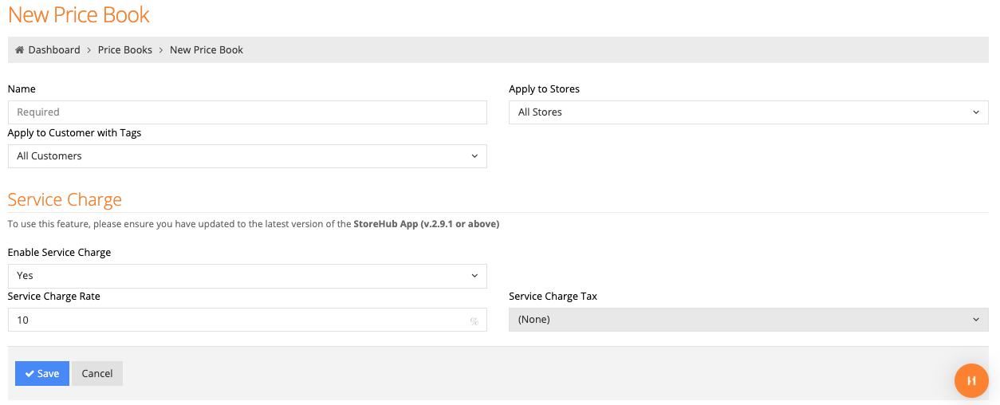 New Price Book
Dashboard > Price Books > New Price Book
Name
Apply to Stores
Required
All Stores
Apply to Customer with Tags
All Customers
Service Charge
To use this feature, please ensure you have updated to the latest version of the StoreHub App (v.2.9.1 or above)
Enable Service Charge
Yes
Service Charge Rate
Service Charge Tax
10
%
(None)
Save
Cancel